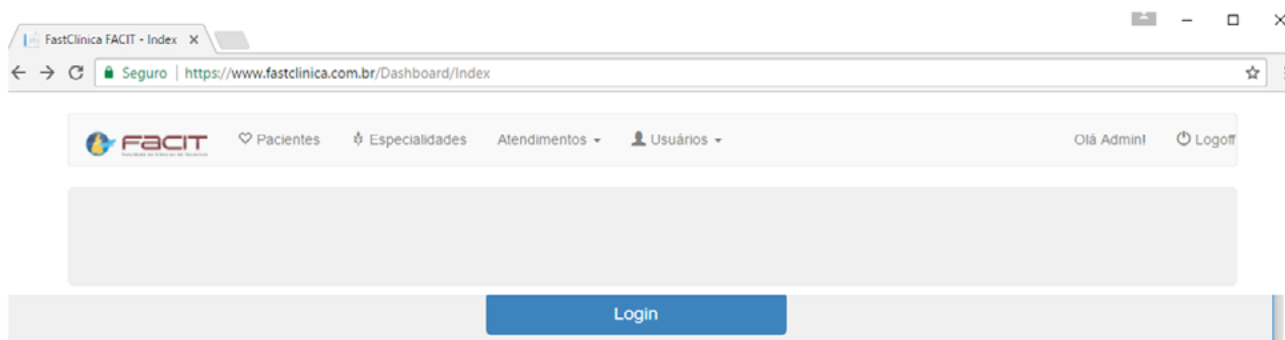 FastClínica FACIT - Index
Seguro | https://www.fastclinica.com.br/Dashboard/Index
FACIT Pacientes Especialidades Atendimentos Usuários Olá Admin! Logoff
Login